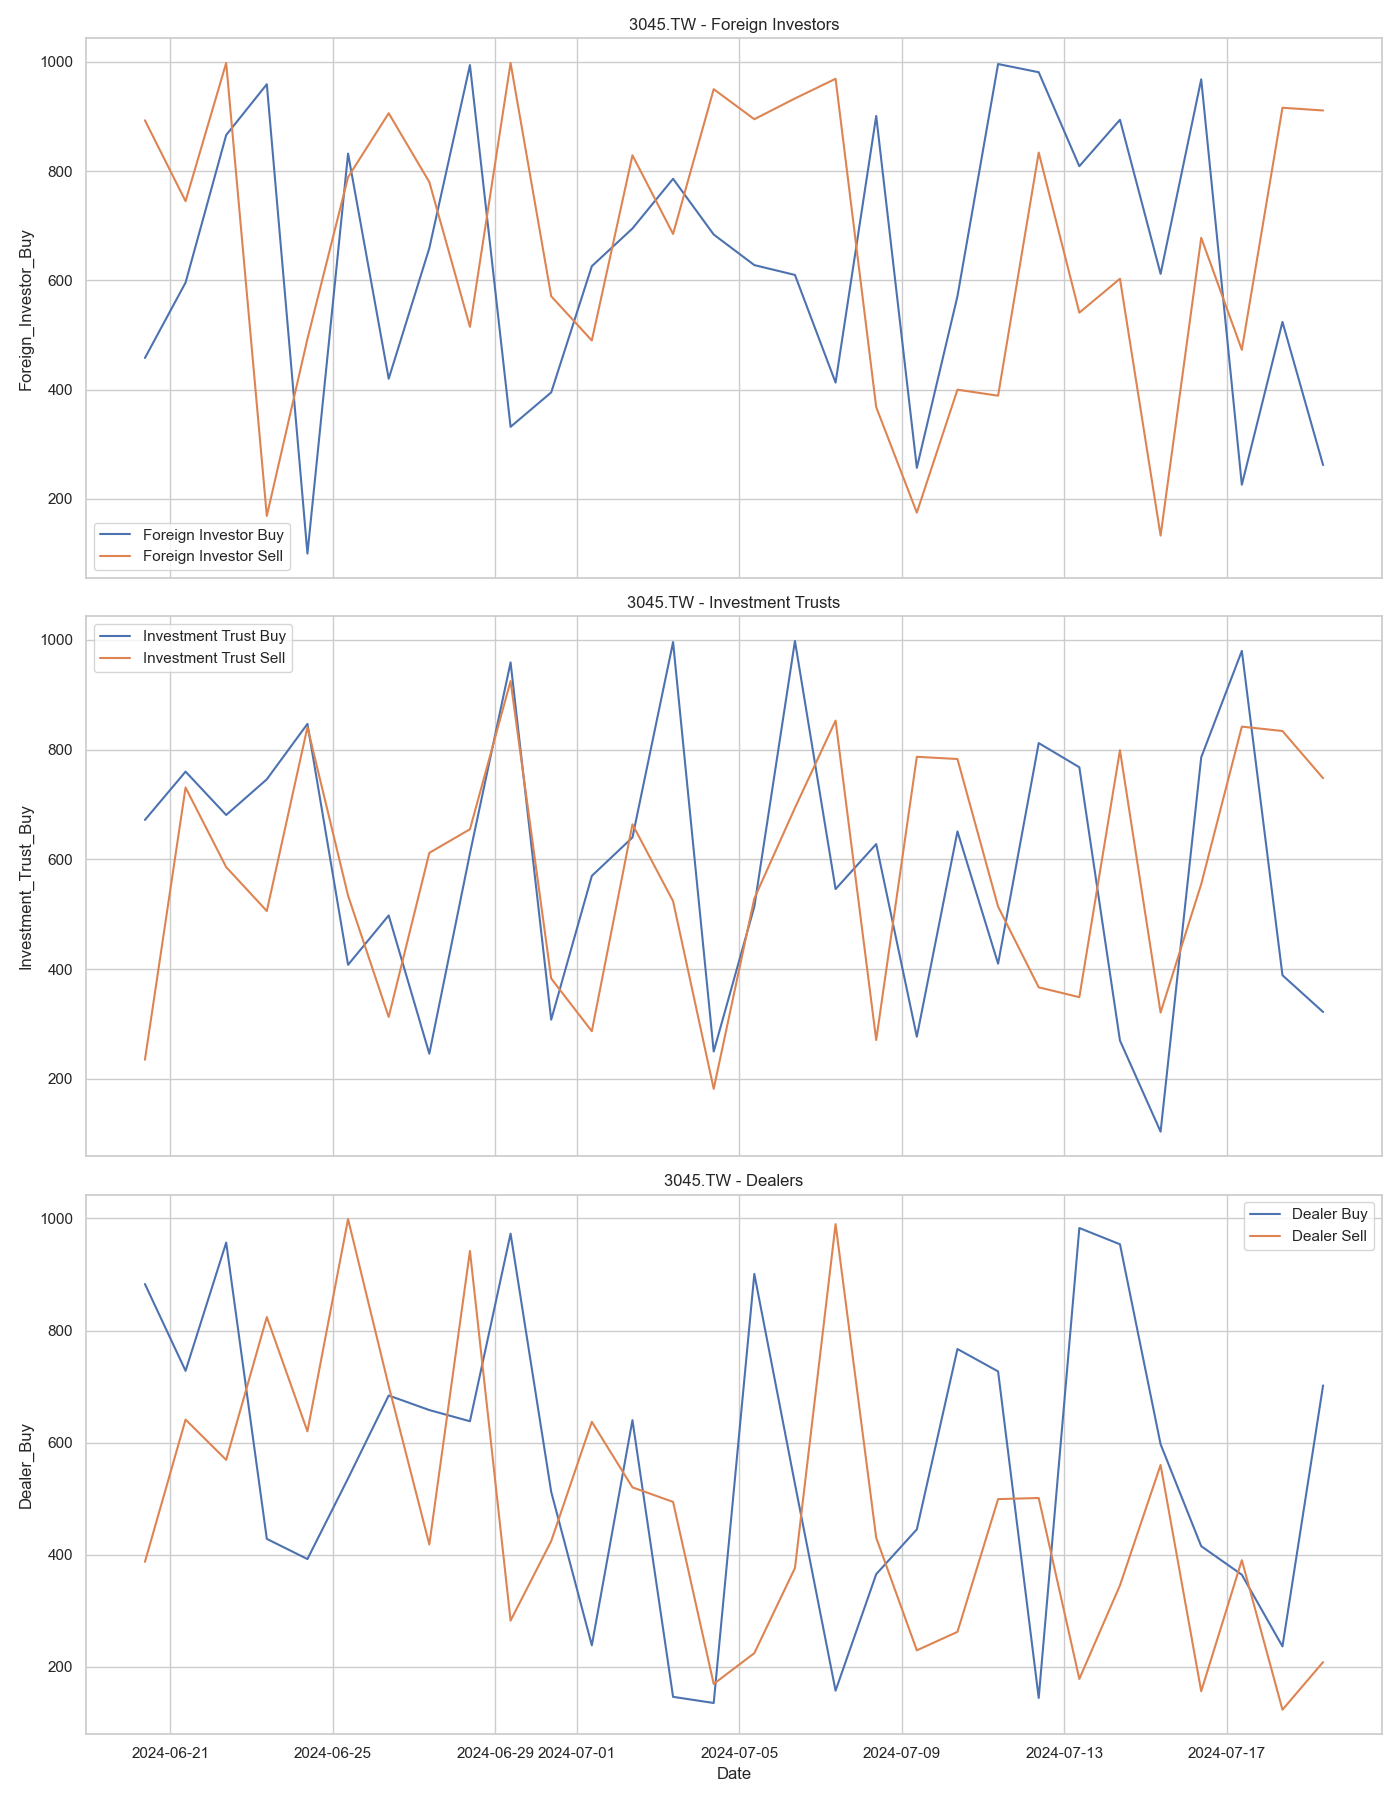 3045.TW - Foreign Investors
1000
800
600
400
200
Foreign_Investor_Buy
Foreign Investor Buy
Foreign Investor Sell
3045.TW - Investment Trusts
1000
800
600
400
200
Investment_Trust_Buy
Investment Trust Buy
Investment Trust Sell
3045.TW - Dealers
1000
800
600
400
200
Dealer_Buy
Dealer Buy
Dealer Sell
2024-06-21 2024-06-25 2024-06-29 2024-07-01 2024-07-05 2024-07-09 2024-07-13 2024-07-17
Date